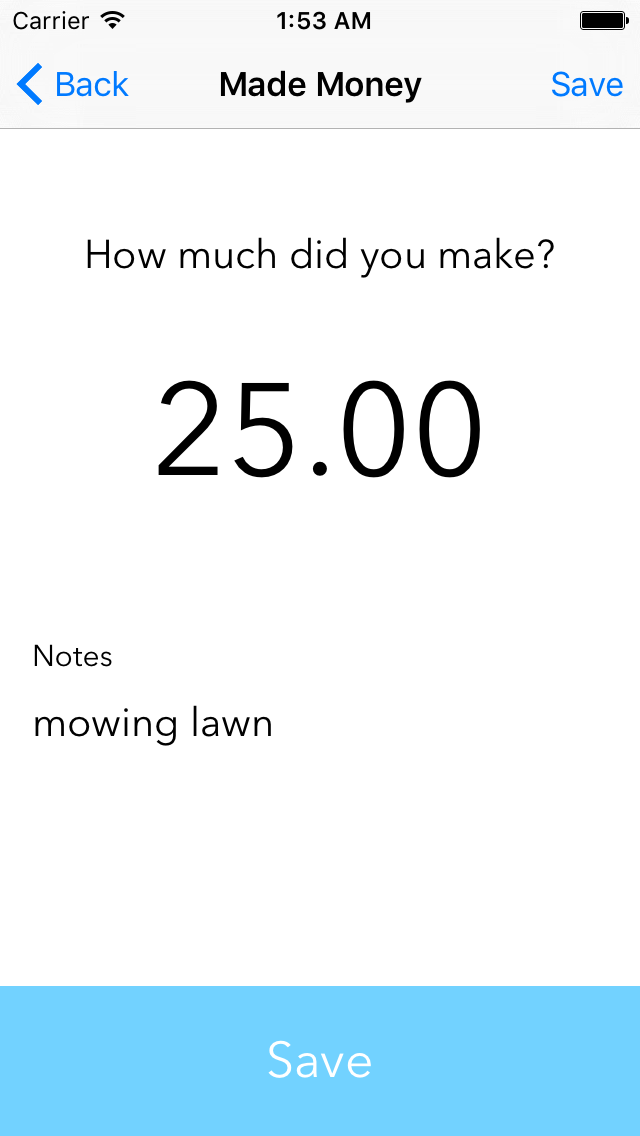 Carrier 1:53 AM
Back Made Money Save
How much did you make?
25.00
Notes
mowing lawn
Save